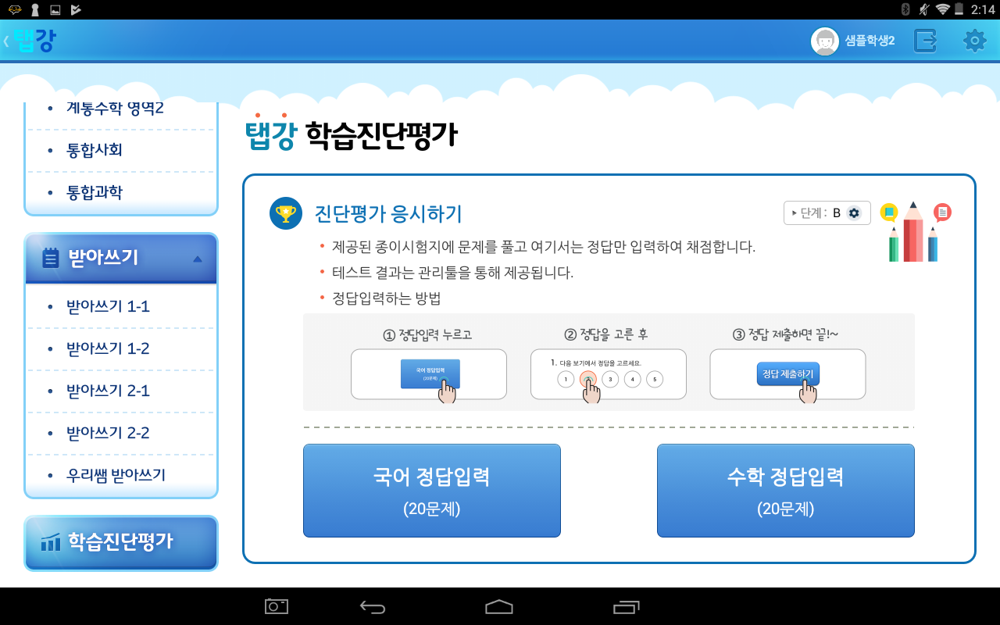 2:14
탭강
샘플학생2
계통수학 영역2
통합사회
통합과학
받아쓰기
받아쓰기 1-1
받아쓰기 1-2
받아쓰기 2-1
받아쓰기 2-2
우리쌤 받아쓰기
학습진단평가
탭강 학습진단평가
진단평가 응시하기
단계 : B
제공된 종이시험지에 문제를 풀고 여기서는 정답만 입력하여 채점합니다.
테스트 결과는 관리툴을 통해 제공됩니다.
정답입력하는 방법
① 정답입력 누르고
국어 정답입력
(20문제)
② 정답을 고른 후
1. 다음 보기에서 정답을 고르세요.
1 3 4 5
③ 정답 제출하면 끝!~
정답 제출하기
국어 정답입력
(20문제)
수학 정답입력
(20문제)